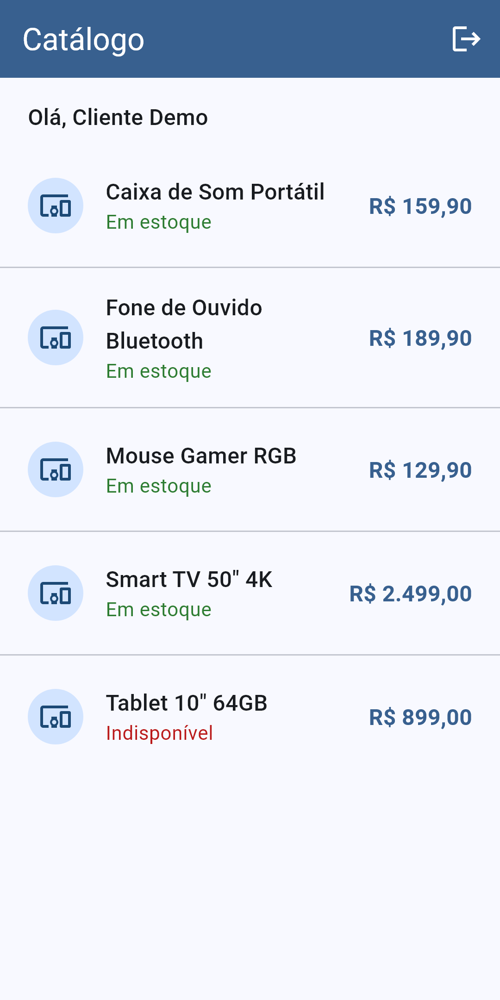 Catálogo
Olá, Cliente Demo
Caixa de Som Portátil
Em estoque
R$ 159,90
Fone de Ouvido
Bluetooth
Em estoque
R$ 189,90
Mouse Gamer RGB
Em estoque
R$ 129,90
Smart TV 50" 4K
Em estoque
R$ 2.499,00
Tablet 10" 64GB
Indisponível
R$ 899,00